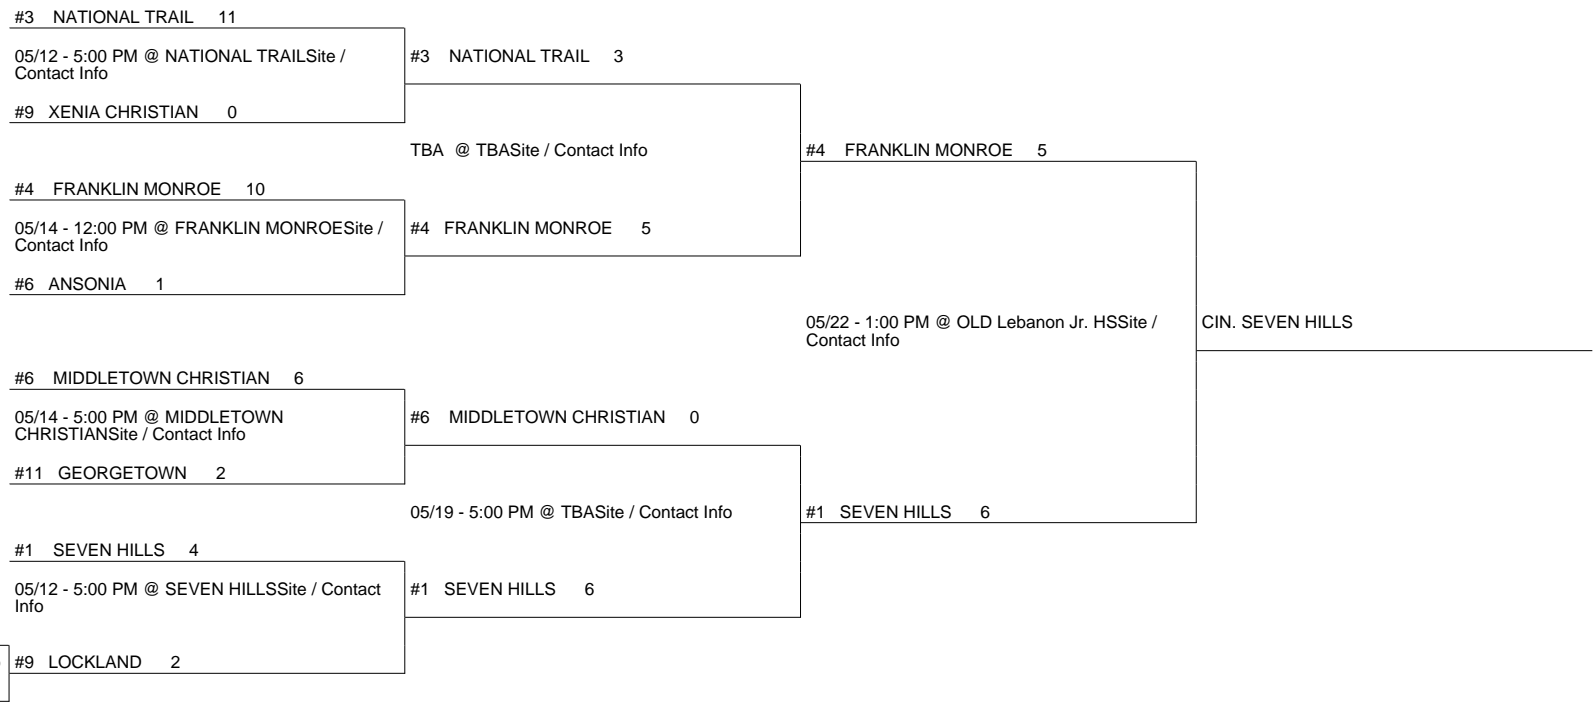 #3 NATIONAL TRAIL 11
05/12 - 5:00 PM @ NATIONAL TRAILSite /
Contact Info
#9 XENIA CHRISTIAN 0
#3 NATIONAL TRAIL 3
TBA @ TBASite / Contact Info
#4 FRANKLIN MONROE 5
#4 FRANKLIN MONROE 10
05/14 - 12:00 PM @ FRANKLIN MONROESite /
Contact Info
#6 ANSONIA 1
#4 FRANKLIN MONROE 5
05/22 - 1:00 PM @ OLD Lebanon Jr. HSSite /
Contact Info
CIN. SEVEN HILLS
#6 MIDDLETOWN CHRISTIAN 6
05/14 - 5:00 PM @ MIDDLETOWN
CHRISTIANSite / Contact Info
#11 GEORGETOWN 2
#6 MIDDLETOWN CHRISTIAN 0
05/19 - 5:00 PM @ TBASite / Contact Info
#1 SEVEN HILLS 6
#1 SEVEN HILLS 4
05/12 - 5:00 PM @ SEVEN HILLSSite / Contact
Info
#1 SEVEN HILLS 6
#9 LOCKLAND 2